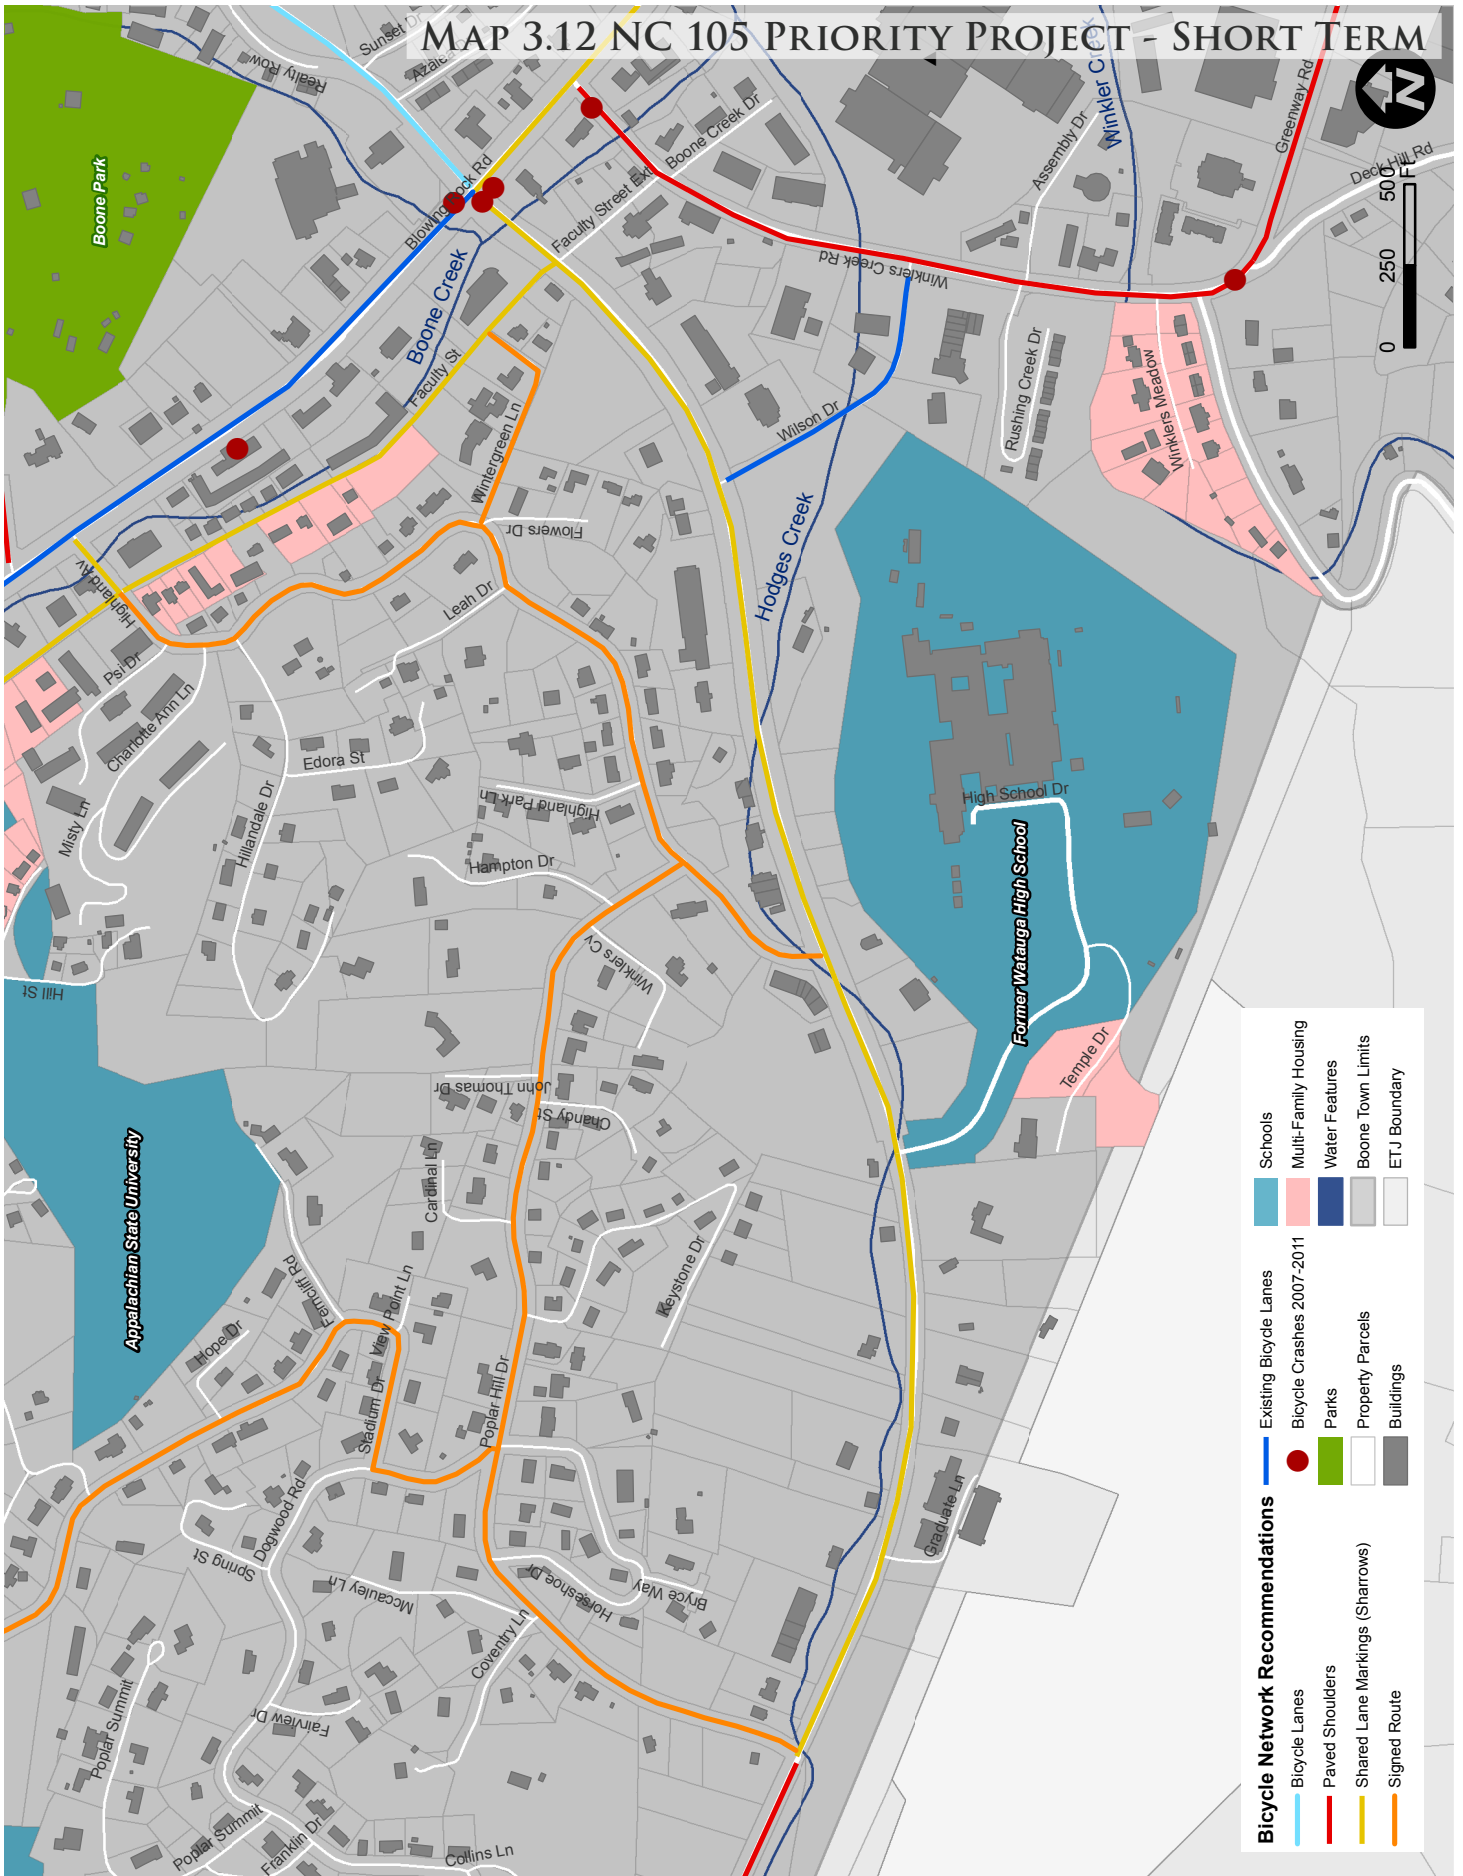 MAP 3.12 NC 105 PRIORITY PROJECT - SHORT TERM
N
Sunset Dr
Azale
Realty Row
Boone Park
Blowing Rock Rd
Boone Creek
Faculty Street Ext
Boone Creek Dr
Assembly Dr
Winkler Creek
Greenway Rd
Deck Hill Rd
0 250 500
Ft
Winklers Creek Rd
Faculty St
Wintergreen Ln
Wilson Dr
Rushing Creek Dr
Winklers Meadow
Flowers Dr
Hodges Creek
Highland Av
Leah Dr
Psi Dr
Charlotte Ann Ln
Edora St
Highland Park Ln
High School Dr
Misty Ln
Hillandale Dr
Hampton Dr
Former Watauga High School
Winklers Cv
Hill St
Temple Dr
John Thomas Dr
Chandy St
Appalachian State University
Cardinal Ln
Keystone Dr
Ferncliff Rd
Hope Dr
View Point Ln
Stadium Dr
Poplar Hill Dr
Dogwood Rd
Spring St
Graduate Ln
Mccauley Ln
Horseshoe Dr
Bryce Way
Coventry Ln
Poplar Summit
Fairview Dr
Poplar Summit
Franklin Dr
Collins Ln
Bicycle Network Recommendations
Bicycle Lanes
Paved Shoulders
Shared Lane Markings (Sharrows)
Signed Route
Existing Bicycle Lanes
Bicycle Crashes 2007-2011
Parks
Property Parcels
Buildings
Schools
Multi-Family Housing
Water Features
Boone Town Limits
ETJ Boundary